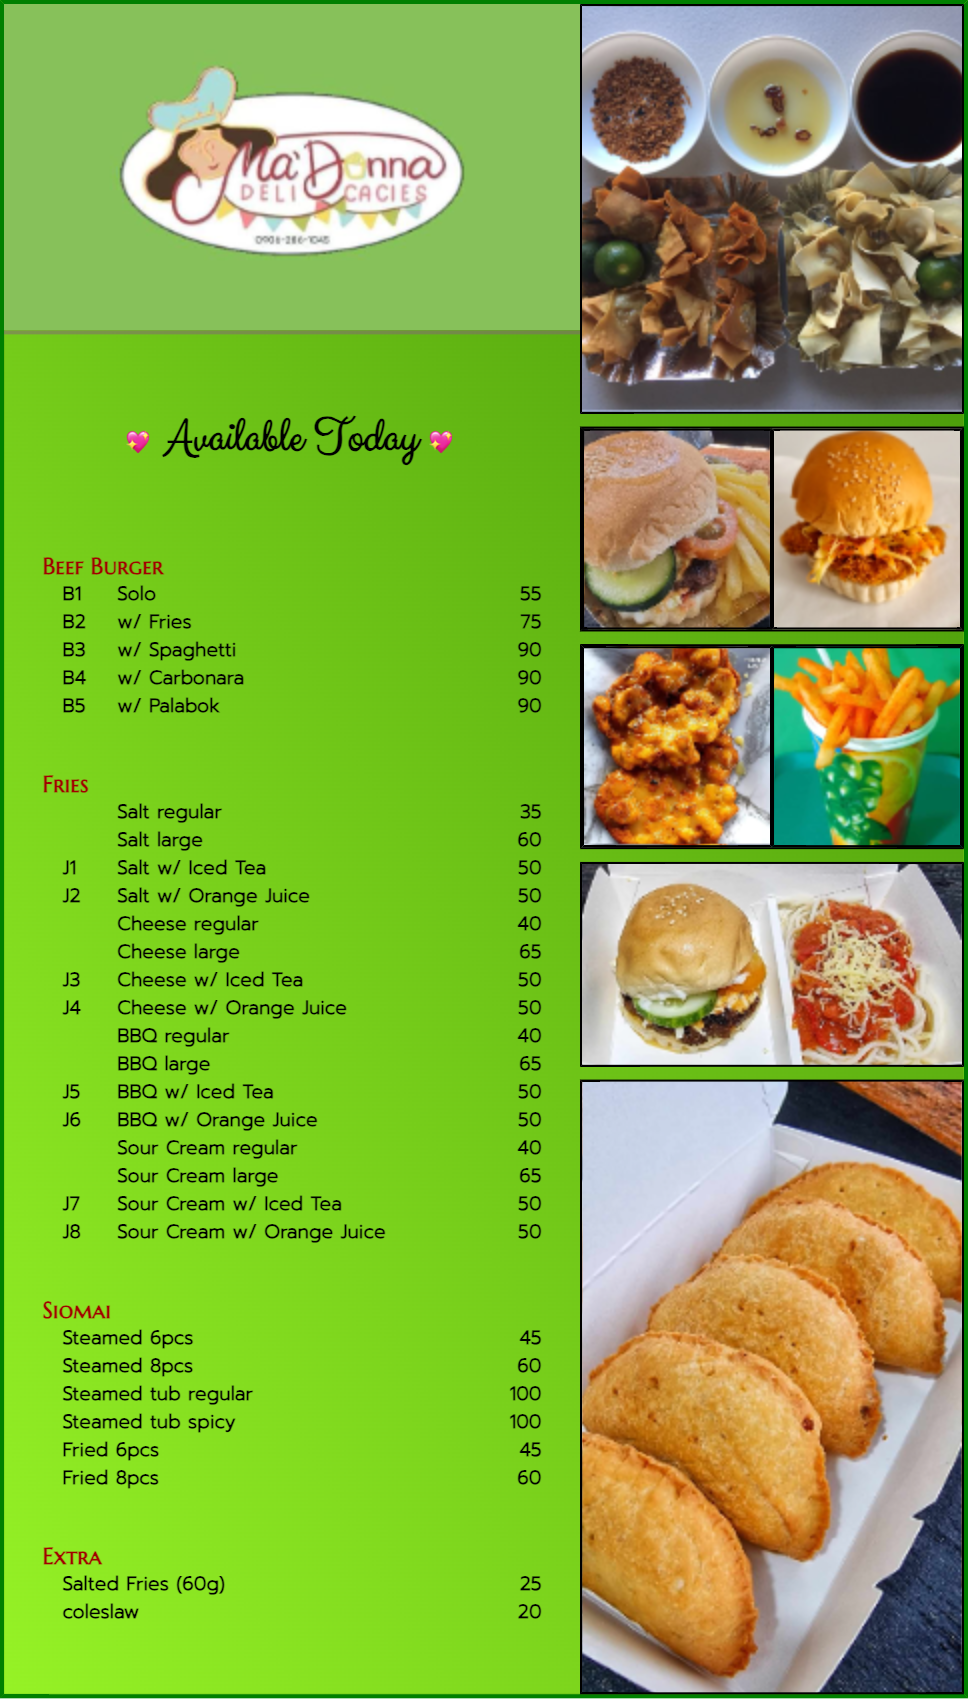 Ma'Donna
DELICACIES
0906-286-1045
Available Today
BEEF BURGER
B1 Solo 55
B2 w/ Fries 75
B3 w/ Spaghetti 90
B4 w/ Carbonara 90
B5 w/ Palabok 90
FRIES
Salt regular 35
Salt large 60
J1 Salt w/ Iced Tea 50
J2 Salt w/ Orange Juice 50
Cheese regular 40
Cheese large 65
J3 Cheese w/ Iced Tea 50
J4 Cheese w/ Orange Juice 50
BBQ regular 40
BBQ large 65
J5 BBQ w/ Iced Tea 50
J6 BBQ w/ Orange Juice 50
Sour Cream regular 40
Sour Cream large 65
J7 Sour Cream w/ Iced Tea 50
J8 Sour Cream w/ Orange Juice 50
SIOMAI
Steamed 6pcs 45
Steamed 8pcs 60
Steamed tub regular 100
Steamed tub spicy 100
Fried 6pcs 45
Fried 8pcs 60
EXTRA
Salted Fries (60g) 25
coleslaw 20